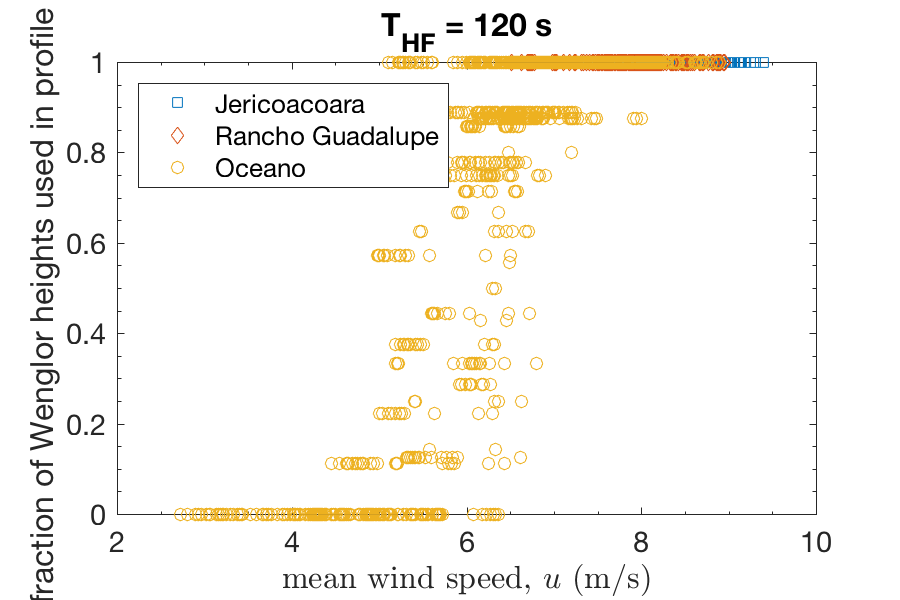 T_HF = 120 s
fraction of Wenglor heights used in profile
1
0.8
0.6
0.4
0.2
0
Jericoacoara
Rancho Guadalupe
Oceano
2 4 6 8 10
mean wind speed, u (m/s)